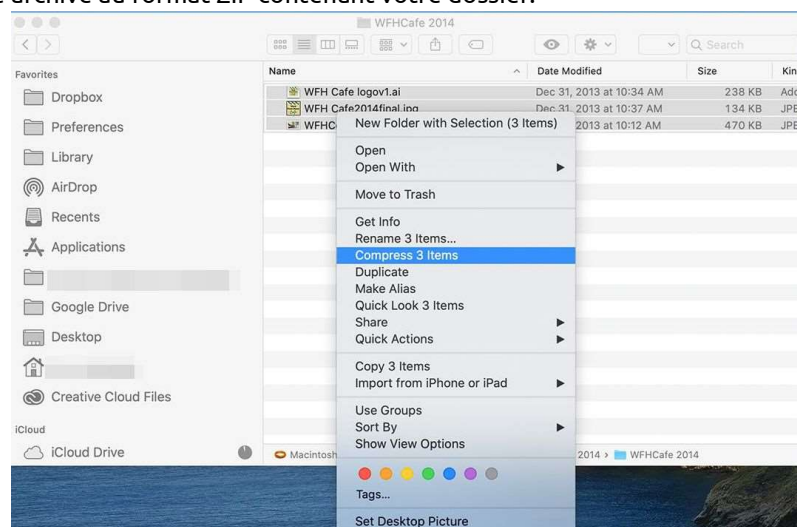 archive au format ZIP contenant votre dossier.
WFHCafe 2014
Search
Favorites
Name
Date Modified
Size
Kin
Dropbox
Preferences
Library
AirDrop
Recents
Applications
Google Drive
Desktop
Creative Cloud Files
iCloud
iCloud Drive
WFH Cafe logov1.ai
Dec 31, 2013 at 10:34 AM
238 KB
Ado
WFH Cafe2014final.jpg
Dec 31, 2013 at 10:37 AM
134 KB
JPE
WFHC
2013 at 10:12 AM
470 KB
JPE
New Folder with Selection (3 Items)
Open
Open With
Move to Trash
Get Info
Rename 3 Items...
Compress 3 Items
Duplicate
Make Alias
Quick Look 3 Items
Share
Quick Actions
Copy 3 Items
Import from iPhone or iPad
Use Groups
Sort By
Show View Options
Tags...
Set Desktop Picture
Macintosh
2014 › WFHCafe 2014